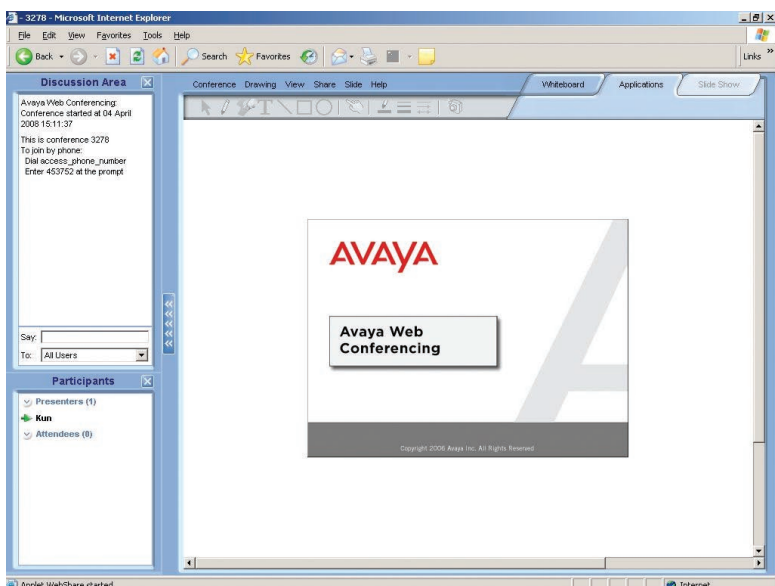 - 3278 - Microsoft Internet Explorer
File Edit View Favorites Tools Help
Back Search Favorites Links
Discussion Area
Conference Drawing View Share Slide Help
Whiteboard Applications Slide Show
Avaya Web Conferencing:
Conference started at 04 April
2008 15:11:37
This is conference 3278
To join by phone:
Dial access_phone_number
Enter 453752 at the prompt
AVAYA
Avaya Web
Conferencing
Copyright 2006 Avaya Inc. All Rights Reserved
Say:
To: All Users
Participants
Presenters (1)
Kun
Attendees (0)
Applet WebShare started Internet